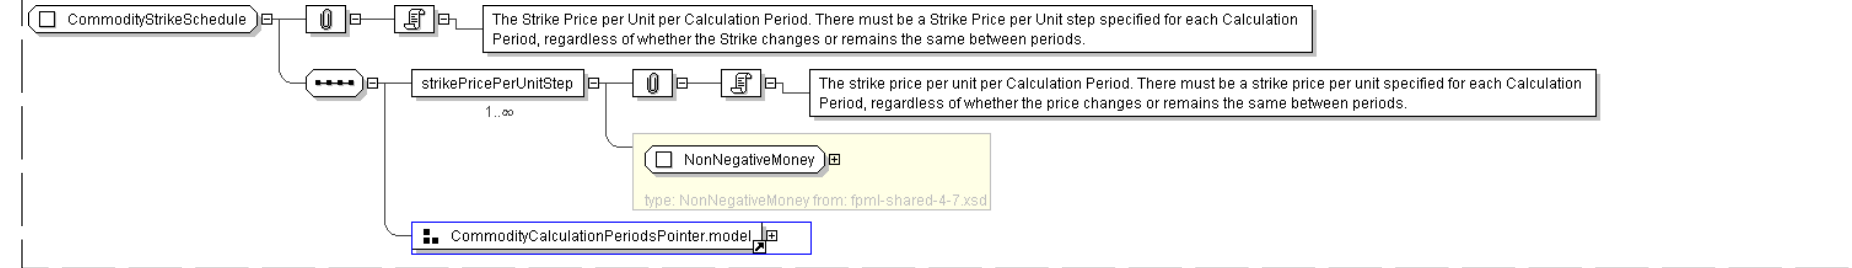 CommodityStrikeSchedule
The Strike Price per Unit per Calculation Period. There must be a Strike Price per Unit step specified for each Calculation
Period, regardless of whether the Strike changes or remains the same between periods.
strikePricePerUnitStep
1..∞
The strike price per unit per Calculation Period. There must be a strike price per unit specified for each Calculation
Period, regardless of whether the price changes or remains the same between periods.
NonNegativeMoney
type: NonNegativeMoney from: fpml-shared-4-7.xsd
CommodityCalculationPeriodsPointer.model